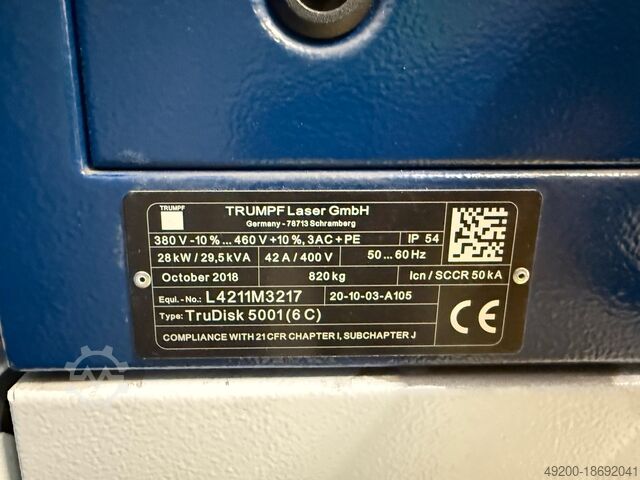 TRUMPF
TRUMPF Laser GmbH
Germany - 78713 Schramberg
380 V -10 % ... 460 V +10 %, 3AC + PE IP 54
28 kW / 29,5 kVA 42 A / 400 V 50 ... 60 Hz
October 2018 820 kg Icn / SCCR 50 kA
Equi.-No.: L4211M3217 20-10-03-A105
Type: TruDisk 5001 (6 C)
COMPLIANCE WITH 21 CFR CHAPTER I, SUBCHAPTER J
CE
49200-18692041